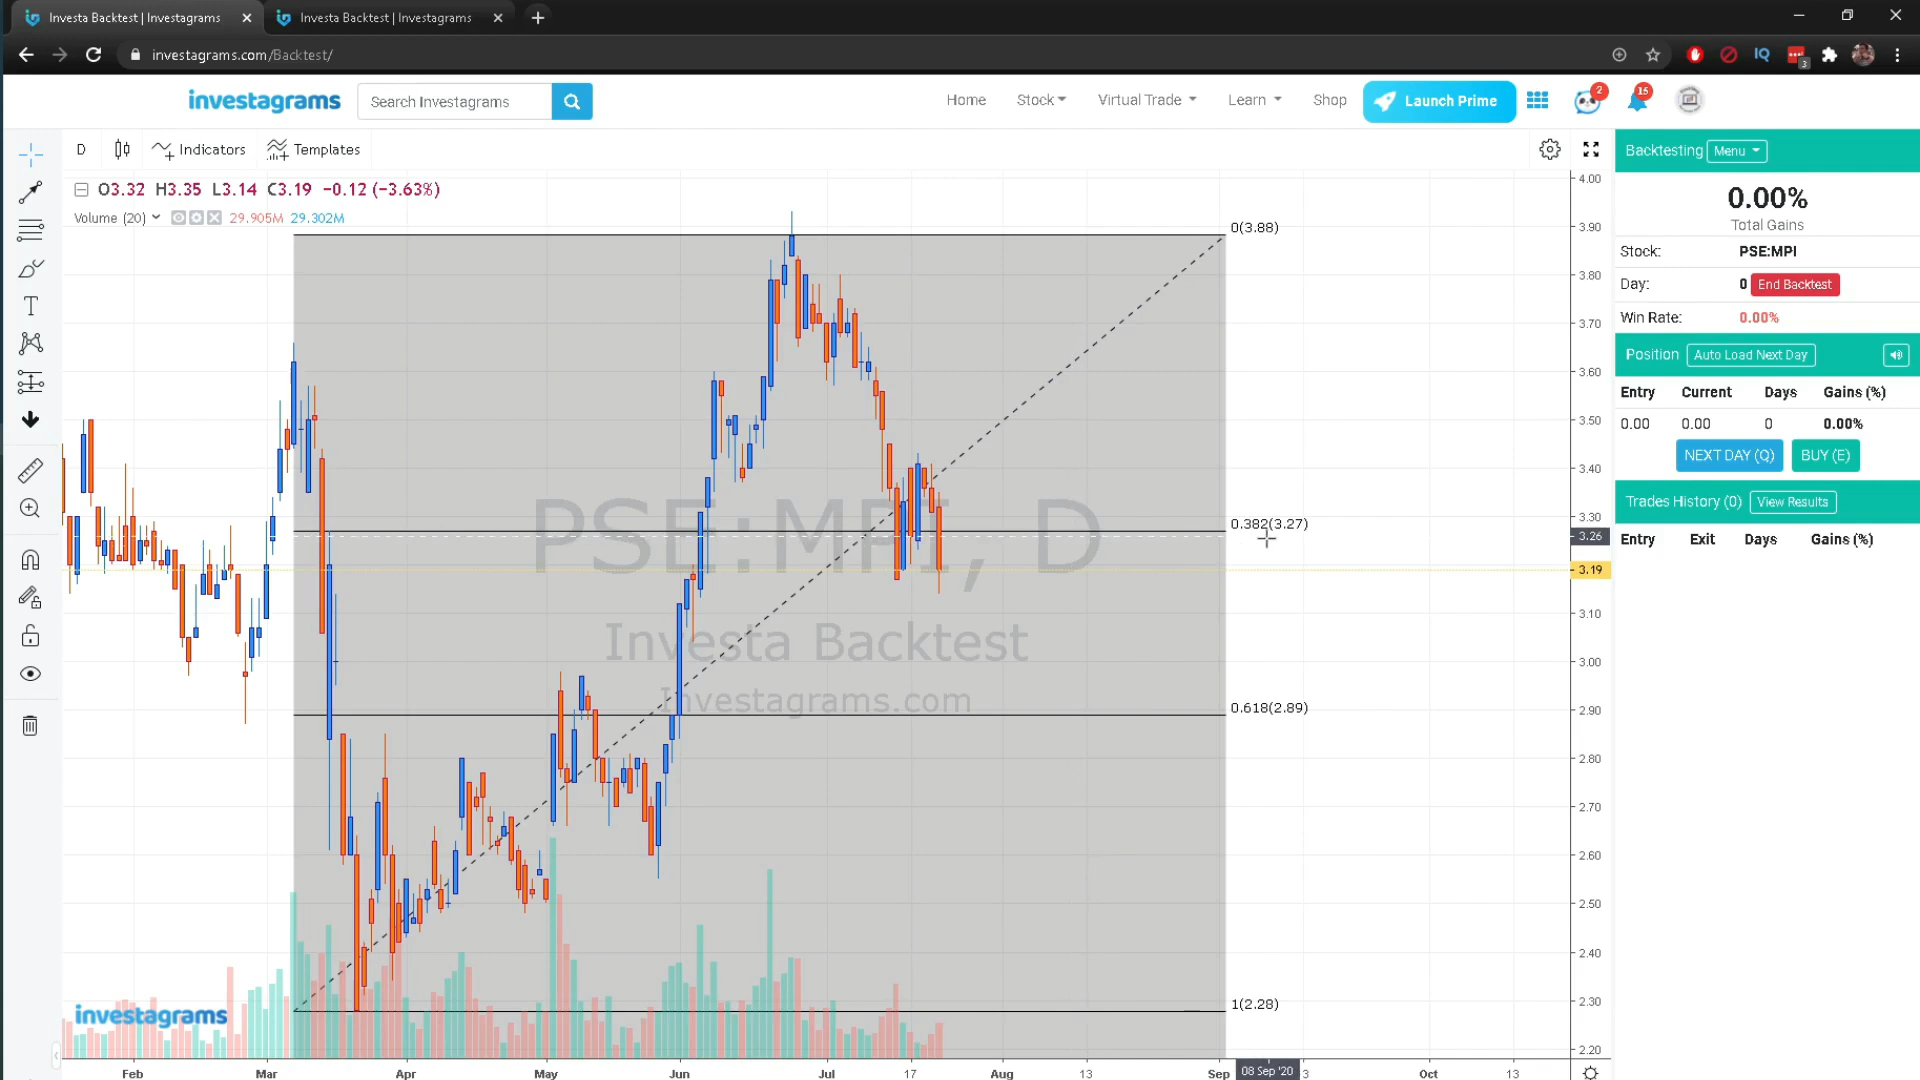 Investa Backtest | Investagrams
Investa Backtest | Investagrams
investagrams.com/Backtest/
IQ
3
investagrams
Search Investagrams
Home
Stock
Virtual Trade
Learn
Shop
Launch Prime
2
15
D
Indicators
Templates
O3.32 H3.35 L3.14 C3.19 −0.12 (−3.63%)
Volume (20) 29.905M 29.302M
T
PSE:MPI, D
Investa Backtest
Investagrams.com
0(3.88)
0.382(3.27)
0.618(2.89)
1(2.28)
investagrams
4.00
3.90
3.80
3.70
3.60
3.50
3.40
3.30
3.26
3.19
3.10
3.00
2.90
2.80
2.70
2.60
2.50
2.40
2.30
2.20
Feb Mar Apr May Jun Jul 17 Aug 13 Sep 08 Sep '20 3 Oct 13
Backtesting Menu
0.00%
Total Gains
Stock: PSE:MPI
Day: 0 End Backtest
Win Rate: 0.00%
Position Auto Load Next Day
Entry Current Days Gains (%)
0.00 0.00 0 0.00%
NEXT DAY (Q) BUY (E)
Trades History (0) View Results
Entry Exit Days Gains (%)